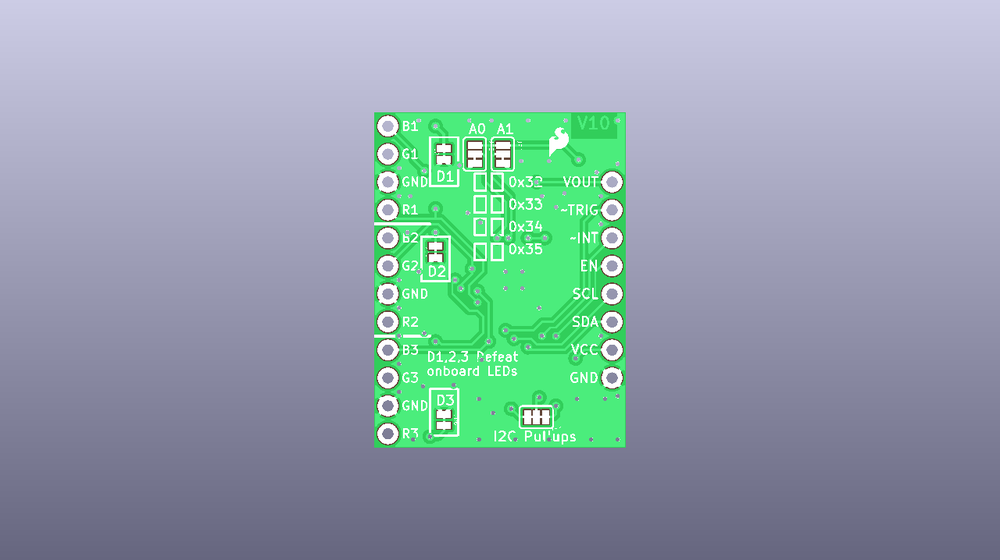 B1
G1
GND
R1
B2
G2
GND
R2
B3
G3
GND
R3
A0 A1
V10
D1
0x32
0x33
0x34
0x35
D2
VOUT
~TRIG
~INT
EN
SCL
SDA
VCC
GND
D1,2,3 Defeat
onboard LEDs
D3
I2C Pullups